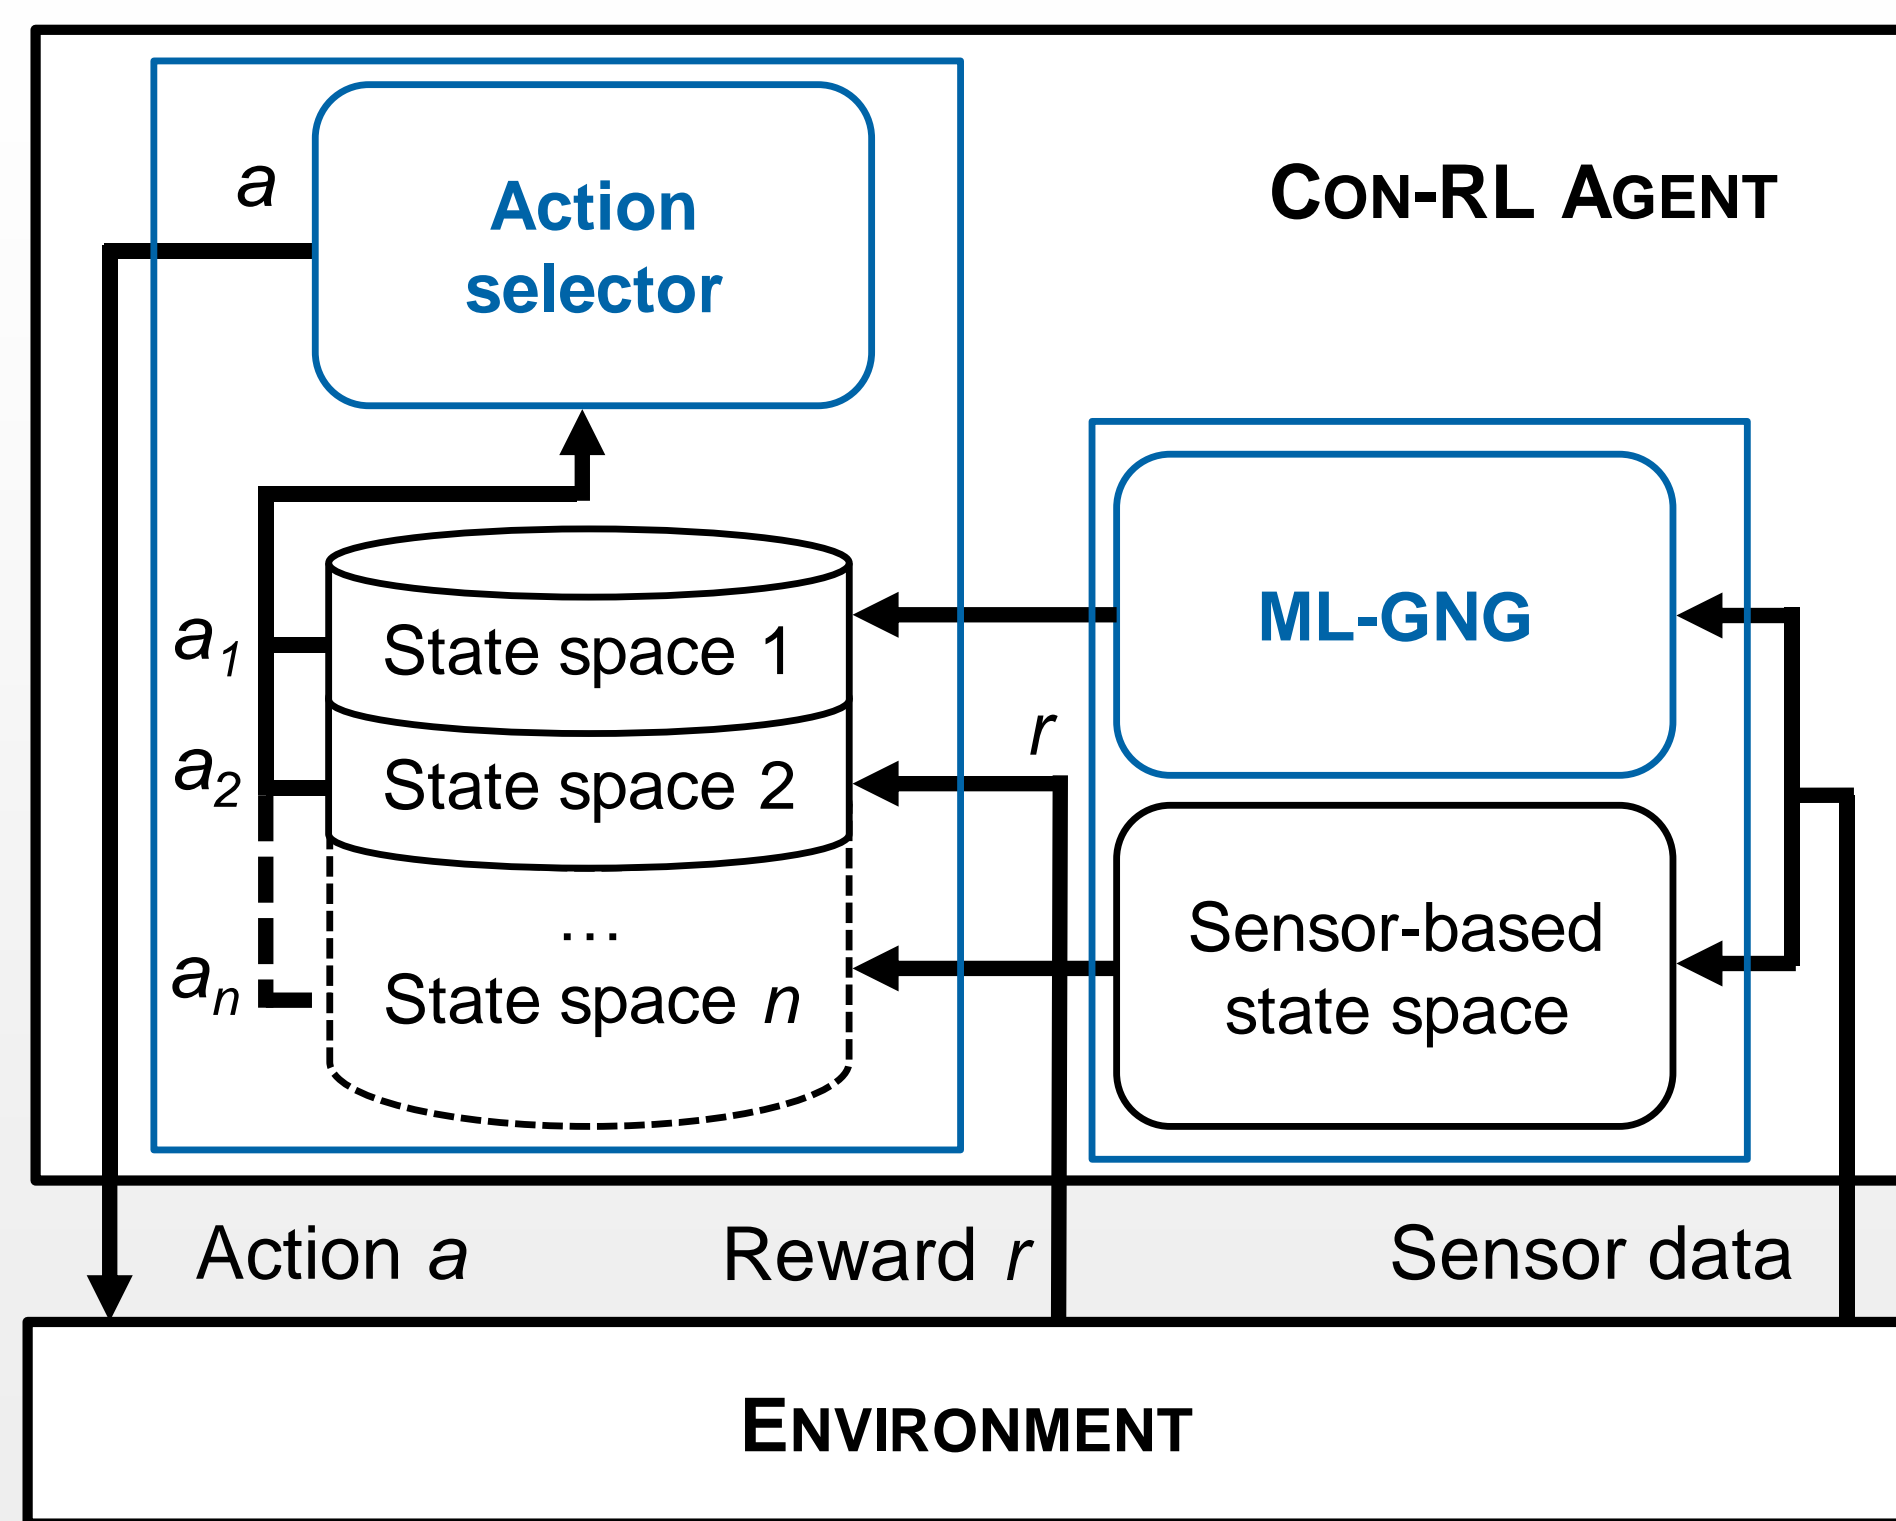 a
Action
selector
CON-RL AGENT
a1
State space 1
ML-GNG
r
a2
State space 2
...
an
State space n
Sensor-based
state space
Action a
Reward r
Sensor data
ENVIRONMENT